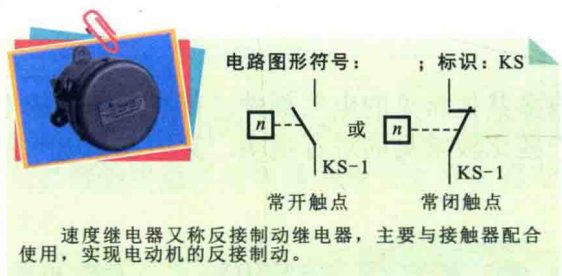 电路图形符号： ；标识：KS
n 或 n
KS-1 KS-1
常开触点 常闭触点
速度继电器又称反接制动继电器，主要与接触器配合
使用，实现电动机的反接制动。